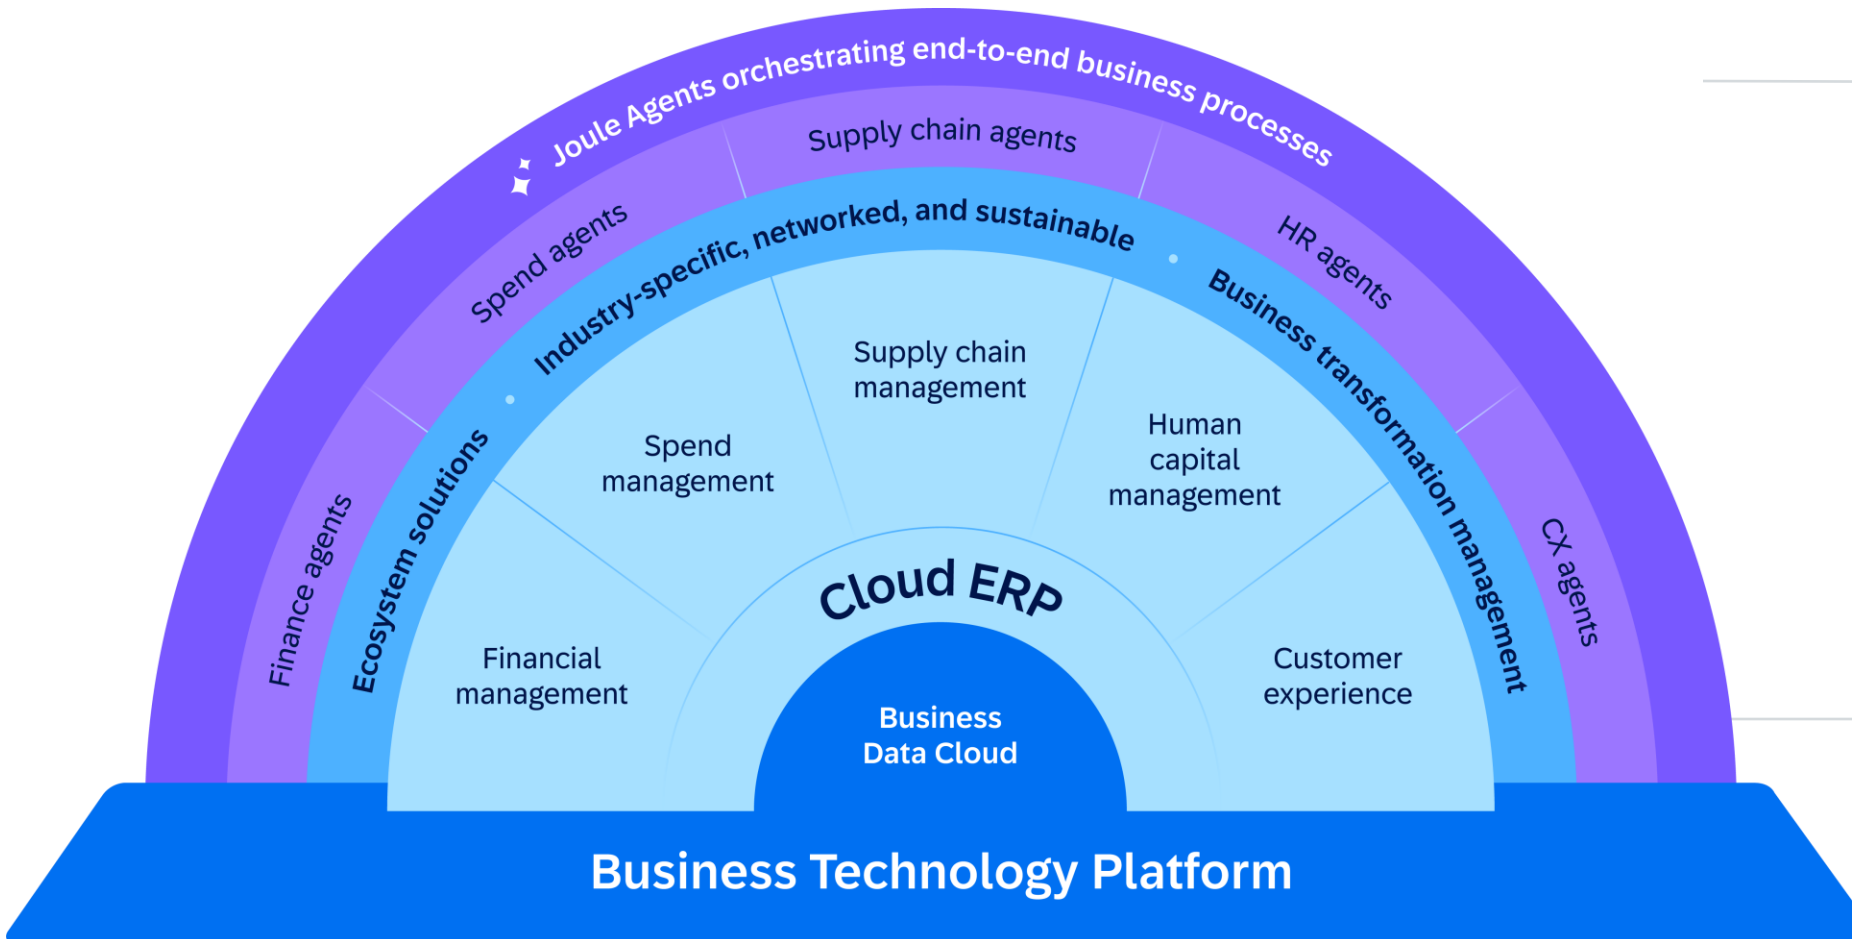 Joule Agents orchestrating end-to-end business processes
Finance agents
Spend agents
Supply chain agents
HR agents
CX agents
Ecosystem solutions • Industry-specific, networked, and sustainable • Business transformation management
Financial
management
Spend
management
Supply chain
management
Human
capital
management
Customer
experience
Cloud ERP
Business
Data Cloud
Business Technology Platform